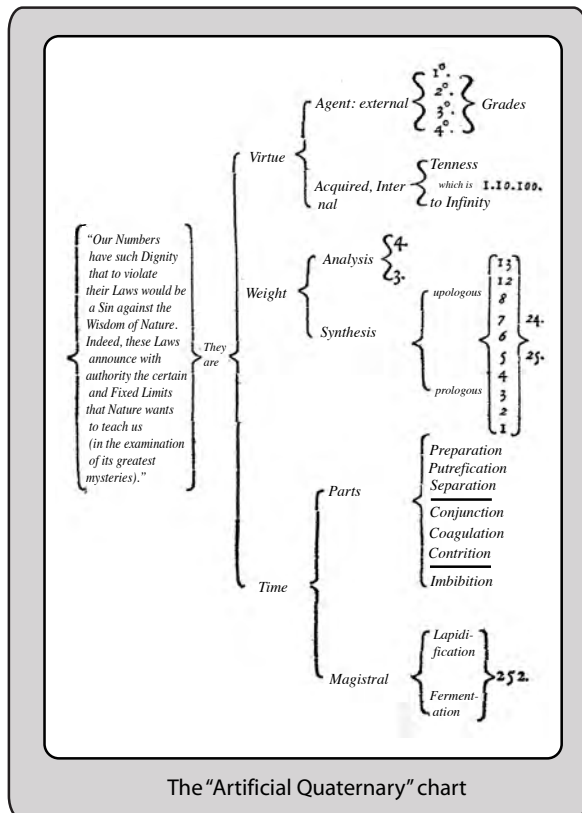 "Our Numbers
have such Dignity
that to violate
their Laws would be
a Sin against the
Wisdom of Nature.
Indeed, these Laws
announce with
authority the certain
and Fixed Limits
that Nature wants
to teach us
(in the examination
of its greatest
mysteries)."
They
are
Virtue
Agent: external
1°.
2°.
3°.
4°.
Grades
Acquired, Inter
nal
Tenness
which is
to Infinity
1.10.100.
Weight
Analysis
4.
3.
Synthesis
upologous
prologous
13
12
8
7
6
5
4
3
2
1
24.
25.
Time
Parts
Preparation
Putrefication
Separation
Conjunction
Coagulation
Contrition
Imbibition
Magistral
Lapidi-
fication
Ferment-
ation
252.
The "Artificial Quaternary" chart